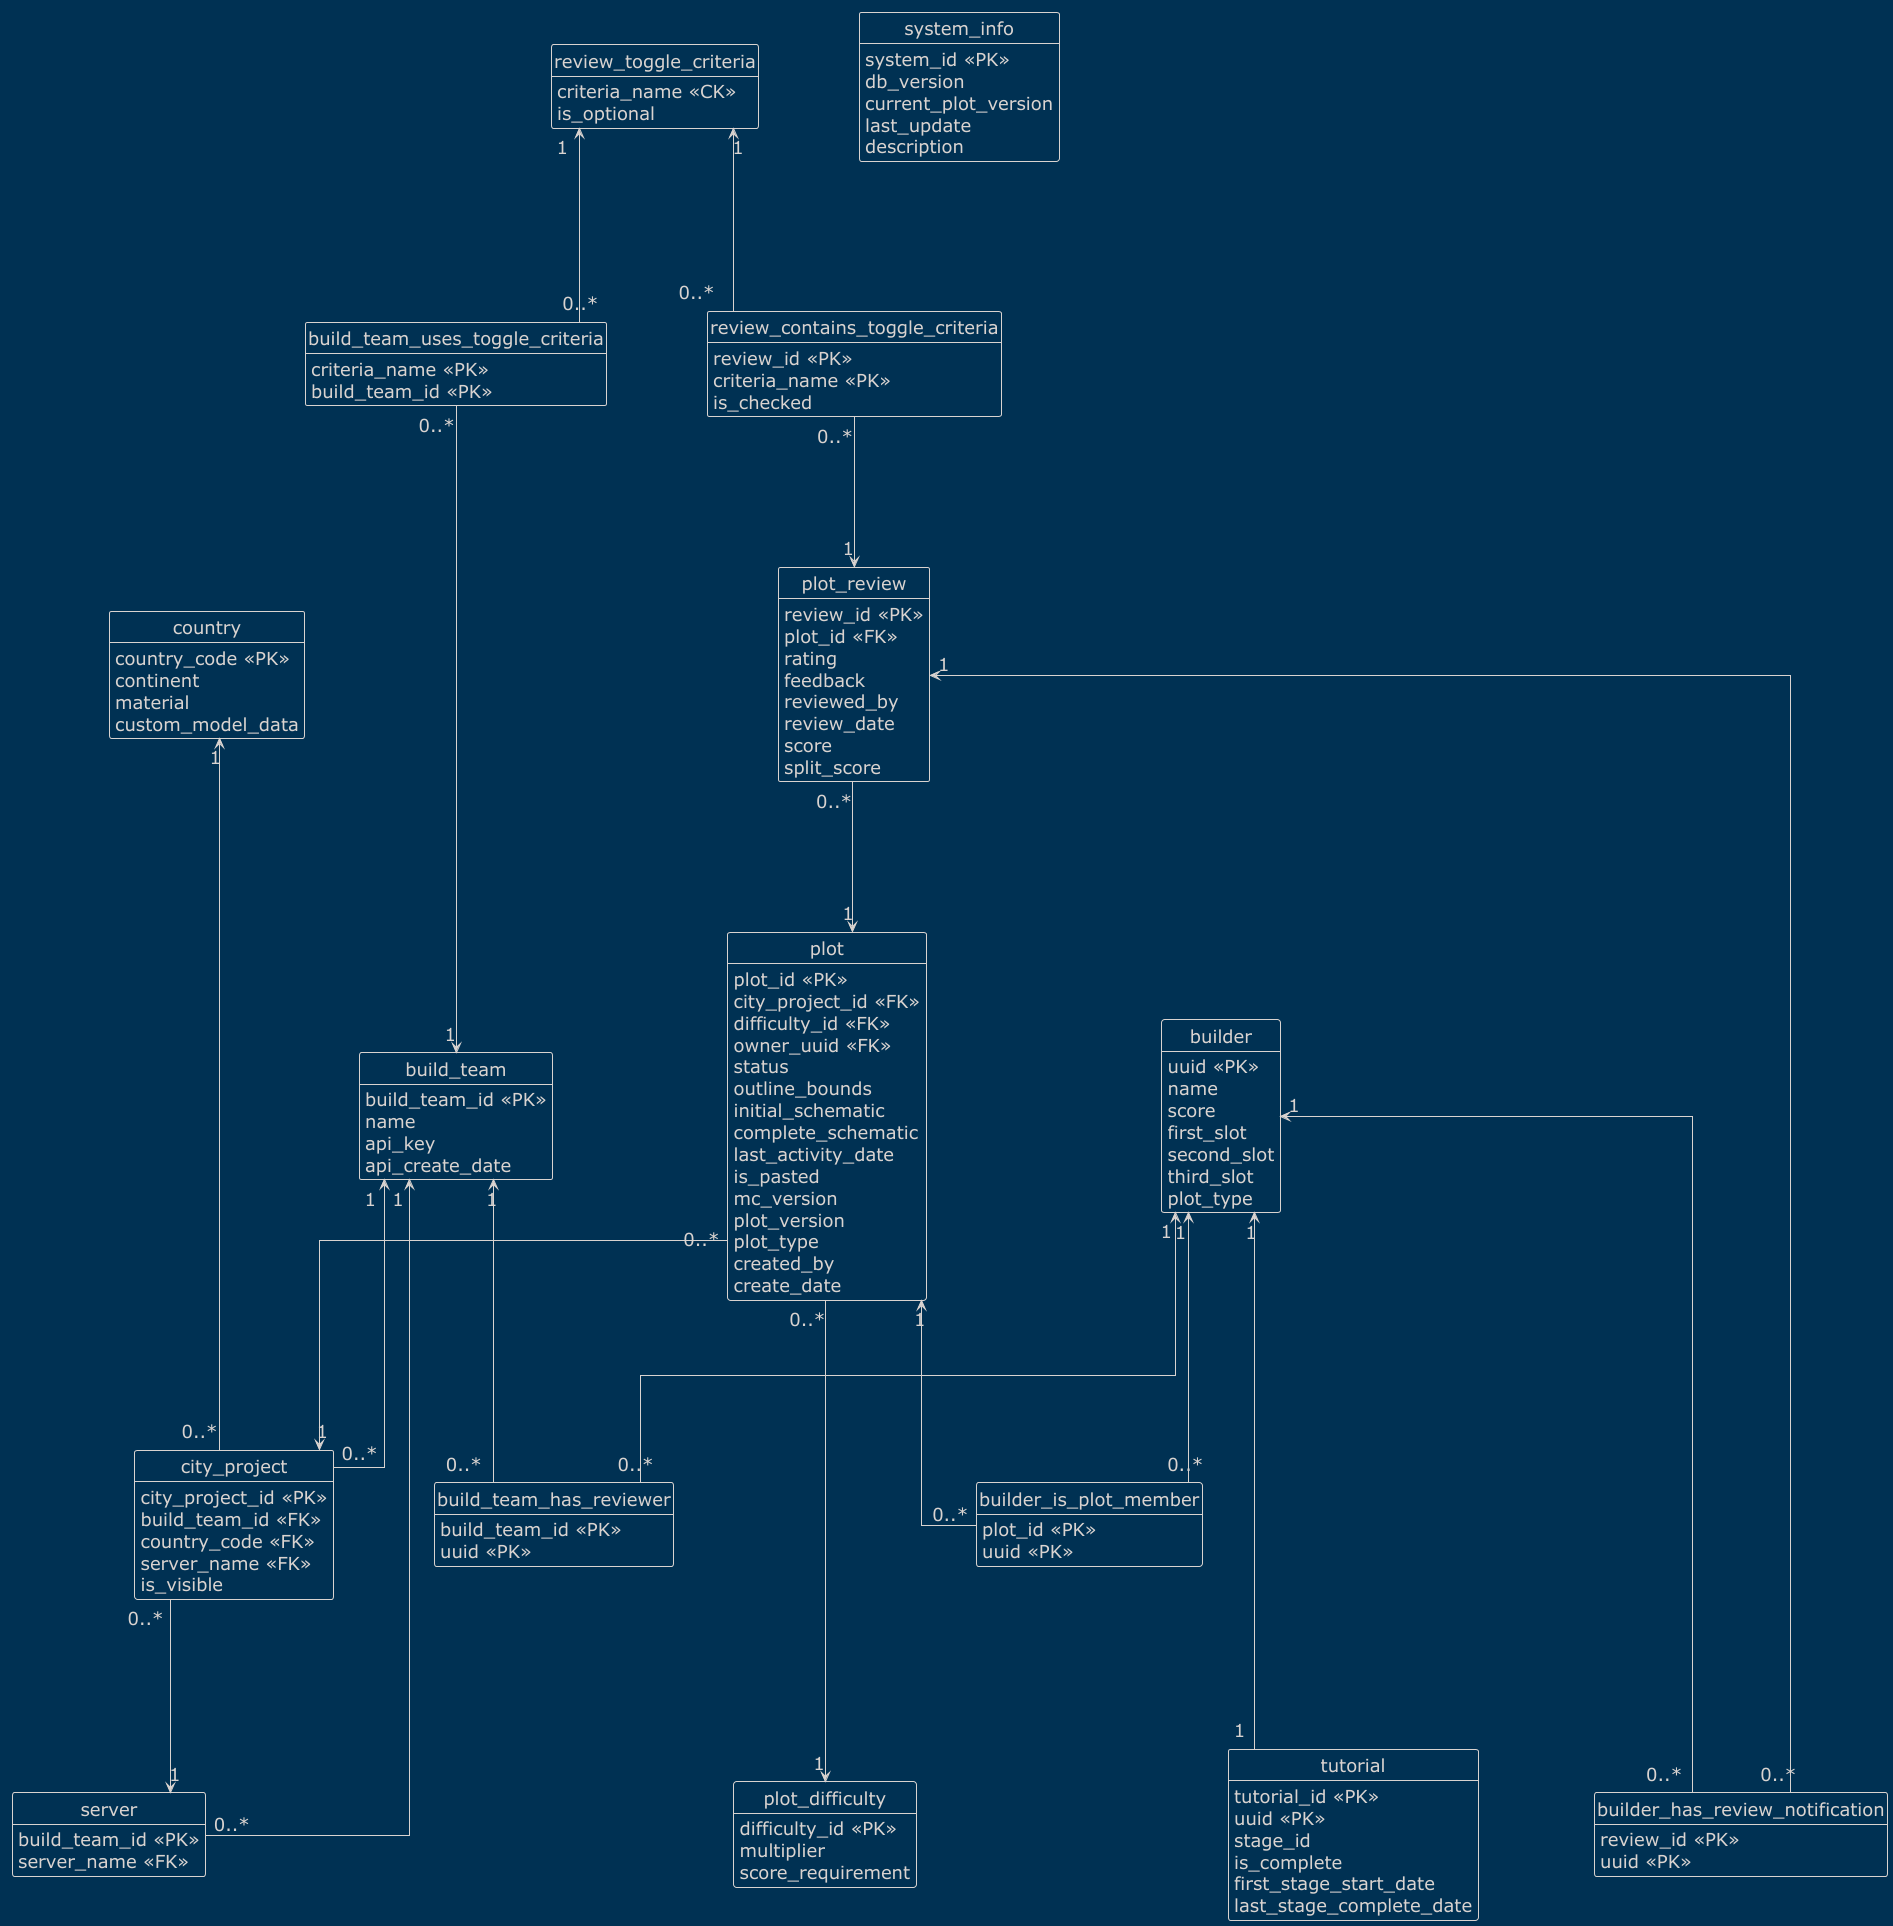 system_info
system_id «PK»
db_version
current_plot_version
last_update
description
review_toggle_criteria
criteria_name «CK»
is_optional
1
1
0..*
0..*
build_team_uses_toggle_criteria
criteria_name «PK»
build_team_id «PK»
0..*
review_contains_toggle_criteria
review_id «PK»
criteria_name «PK»
is_checked
0..*
1
plot_review
review_id «PK»
plot_id «FK»
rating
feedback
reviewed_by
review_date
score
split_score
1
0..*
country
country_code «PK»
continent
material
custom_model_data
1
1
plot
plot_id «PK»
city_project_id «FK»
difficulty_id «FK»
owner_uuid «FK»
status
outline_bounds
initial_schematic
complete_schematic
last_activity_date
is_pasted
mc_version
plot_version
plot_type
created_by
create_date
0..*
0..*
1
1
build_team
build_team_id «PK»
name
api_key
api_create_date
1
1
1
builder
uuid «PK»
name
score
first_slot
second_slot
third_slot
plot_type
1
1
1
1
0..*
1
0..*
city_project
city_project_id «PK»
build_team_id «FK»
country_code «FK»
server_name «FK»
is_visible
0..*
0..*
0..*
build_team_has_reviewer
build_team_id «PK»
uuid «PK»
0..*
0..*
builder_is_plot_member
plot_id «PK»
uuid «PK»
1
server
build_team_id «PK»
server_name «FK»
0..*
1
plot_difficulty
difficulty_id «PK»
multiplier
score_requirement
1
tutorial
tutorial_id «PK»
uuid «PK»
stage_id
is_complete
first_stage_start_date
last_stage_complete_date
0..*
0..*
builder_has_review_notification
review_id «PK»
uuid «PK»